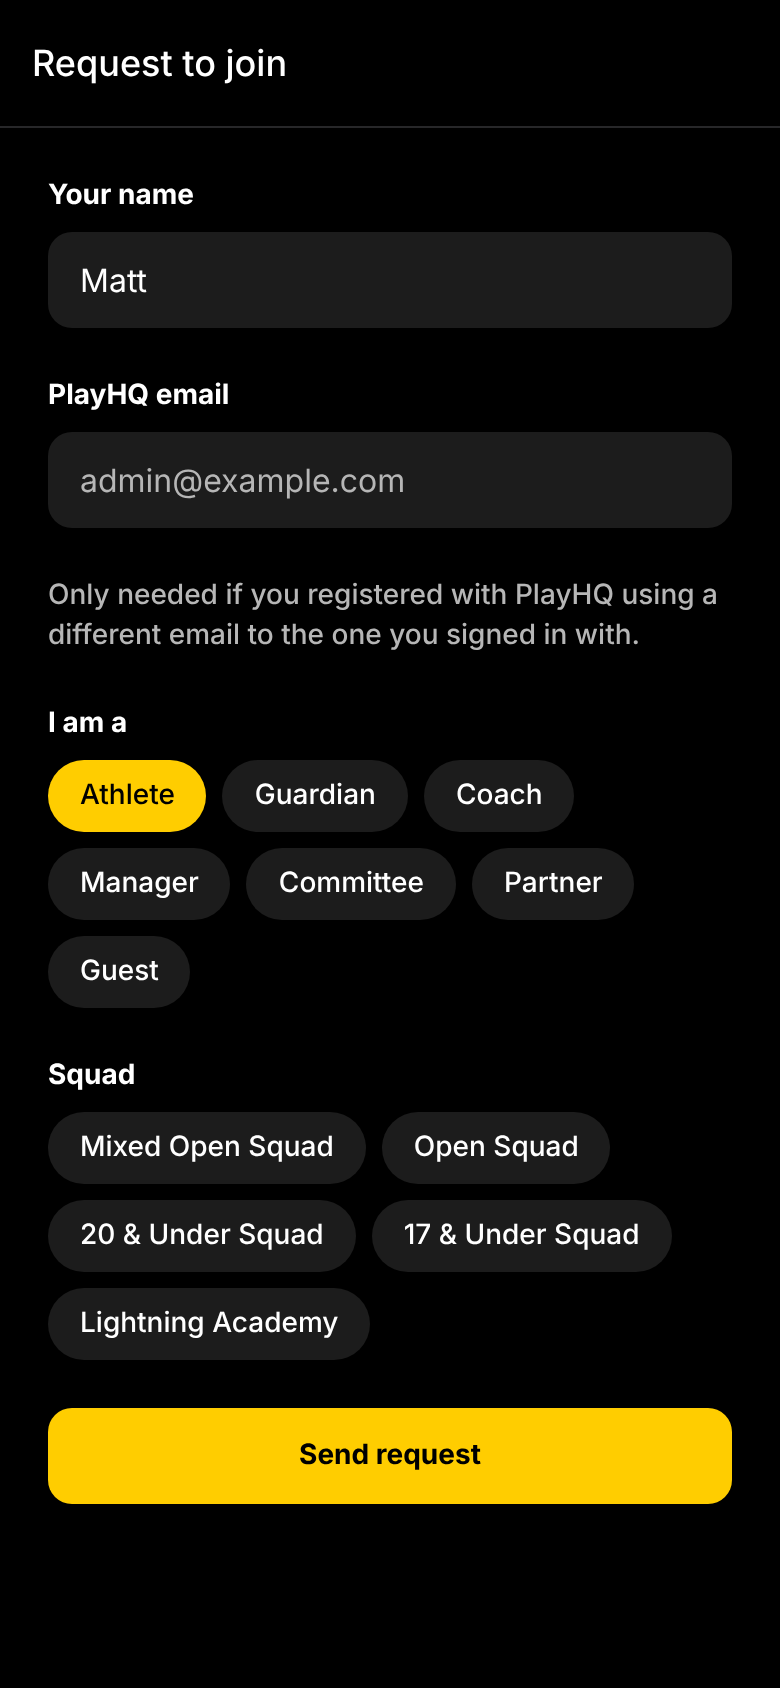 Request to join
Your name
Matt
PlayHQ email
admin@example.com
Only needed if you registered with PlayHQ using a
different email to the one you signed in with.
I am a
Athlete Guardian Coach
Manager Committee Partner
Guest
Squad
Mixed Open Squad Open Squad
20 & Under Squad 17 & Under Squad
Lightning Academy
Send request